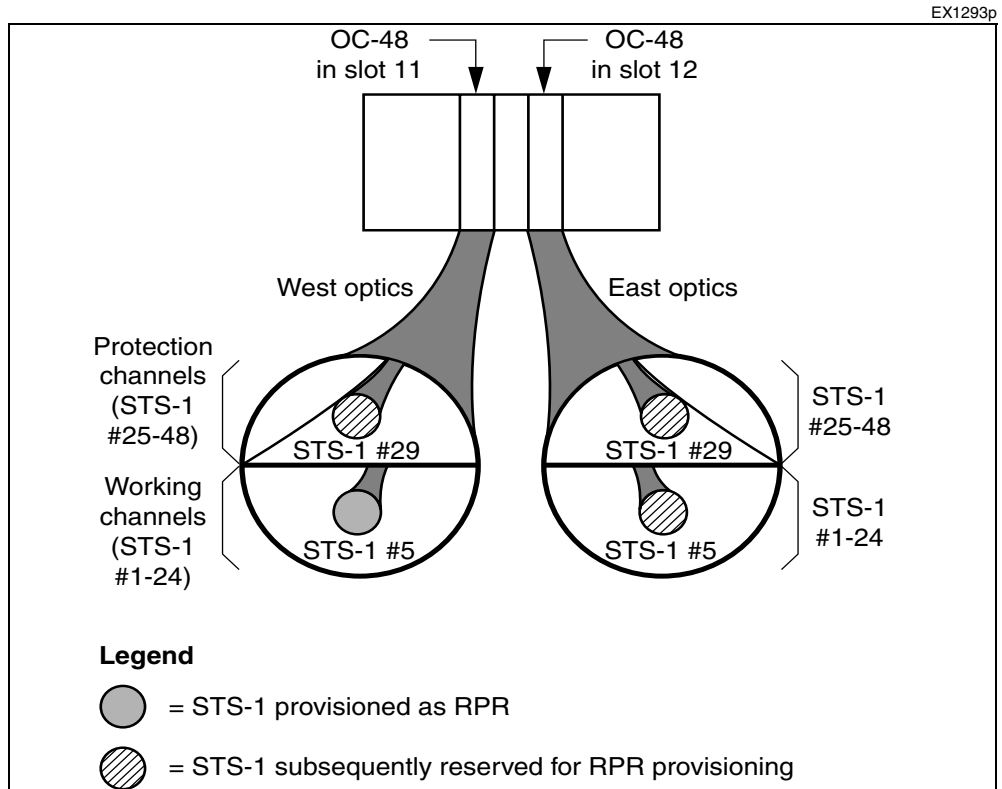 EX1293p
OC-48
in slot 11
OC-48
in slot 12
West optics
East optics
Protection
channels
(STS-1
#25-48)
STS-1 #29
STS-1 #29
STS-1
#25-48
Working
channels
(STS-1
#1-24)
STS-1 #5
STS-1 #5
STS-1
#1-24
Legend
= STS-1 provisioned as RPR
= STS-1 subsequently reserved for RPR provisioning